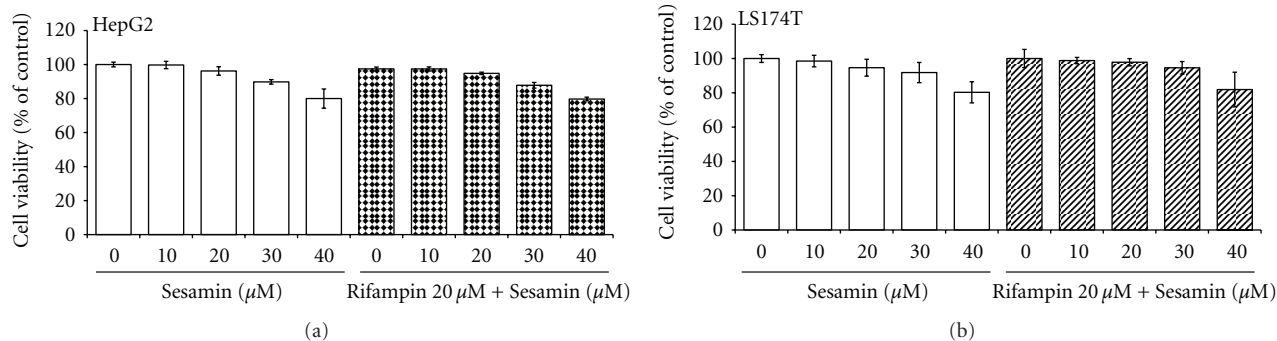 HepG2
Cell viability (% of control)
120
100
80
60
40
20
0
0 10 20 30 40 0 10 20 30 40
Sesamin (μM) Rifampin 20 μM + Sesamin (μM)
(a)
LS174T
Cell viability (% of control)
120
100
80
60
40
20
0
0 10 20 30 40 0 10 20 30 40
Sesamin (μM) Rifampin 20 μM + Sesamin (μM)
(b)